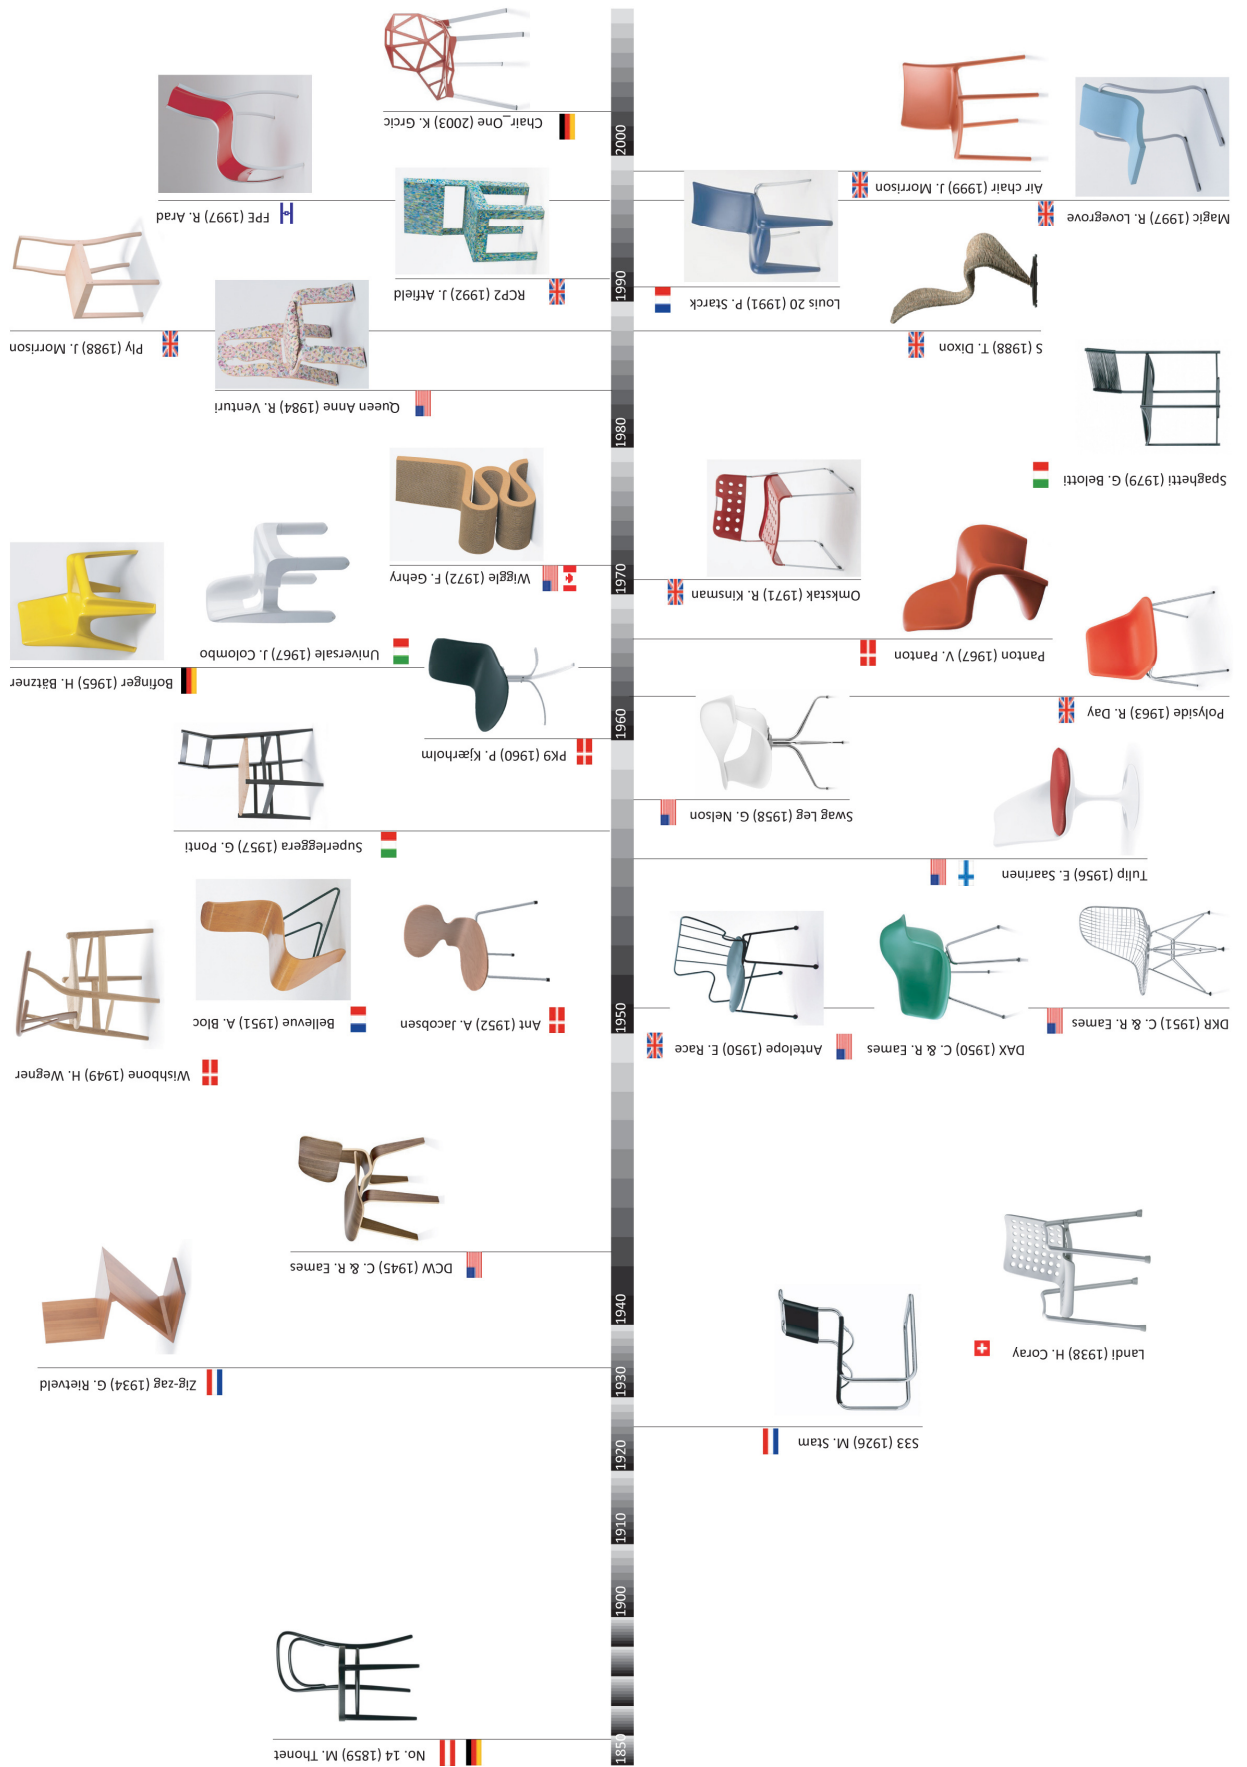 Chair_One (2003) K. Grcic
2000
Air chair (1999) J. Morrison
FPE (1997) R. Arad
Magic (1997) R. Lovegrove
RCP2 (1992) J. Atfield
Louis 20 (1991) P. Starck
1990
Ply (1988) J. Morrison
S (1988) T. Dixon
Queen Anne (1984) R. Venturi
1980
Spaghetti (1979) G. Belotti
Wiggle (1972) F. Gehry
1970
Omkstak (1971) R. Kinsman
Universale (1967) J. Colombo
Panton (1967) V. Panton
Bofinger (1965) H. Bätzner
Polyside (1963) R. Day
1960
PK9 (1960) P. Kjærholm
Swag Leg (1958) G. Nelson
Superleggera (1957) G. Ponti
Tulip (1956) E. Saarinen
Bellevue (1951) A. Bloc
Ant (1952) A. Jacobsen
1950
DKR (1951) C. & R. Eames
Antelope (1950) E. Race
DAX (1950) C. & R. Eames
Wishbone (1949) H. Wegner
DCW (1945) C. & R. Eames
1940
Landi (1938) H. Coray
Zig-zag (1934) G. Rietveld
1930
S33 (1926) M. Stam
1920
1910
1900
No. 14 (1859) M. Thonet
1850